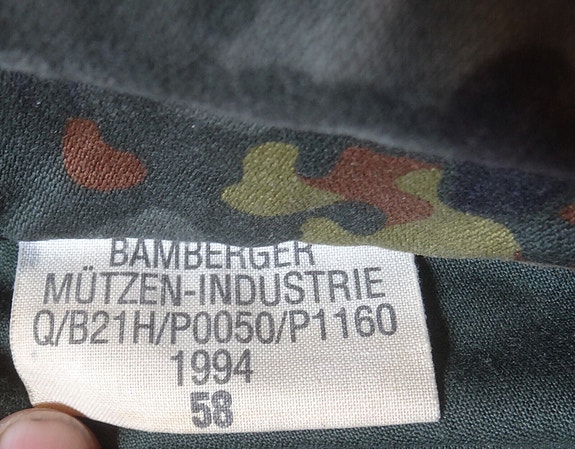 BAMBERGER
MÜTZEN-INDUSTRIE
Q/B21H/P0050/P1160
1994
58